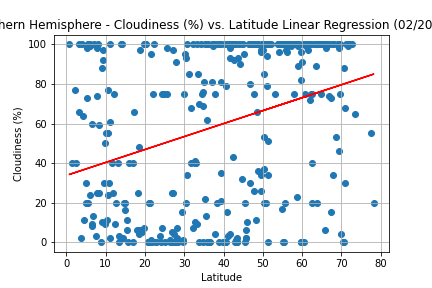 hern Hemisphere - Cloudiness (%) vs. Latitude Linear Regression (02/20
100
80
60
40
20
0
Cloudiness (%)
0 10 20 30 40 50 60 70 80
Latitude